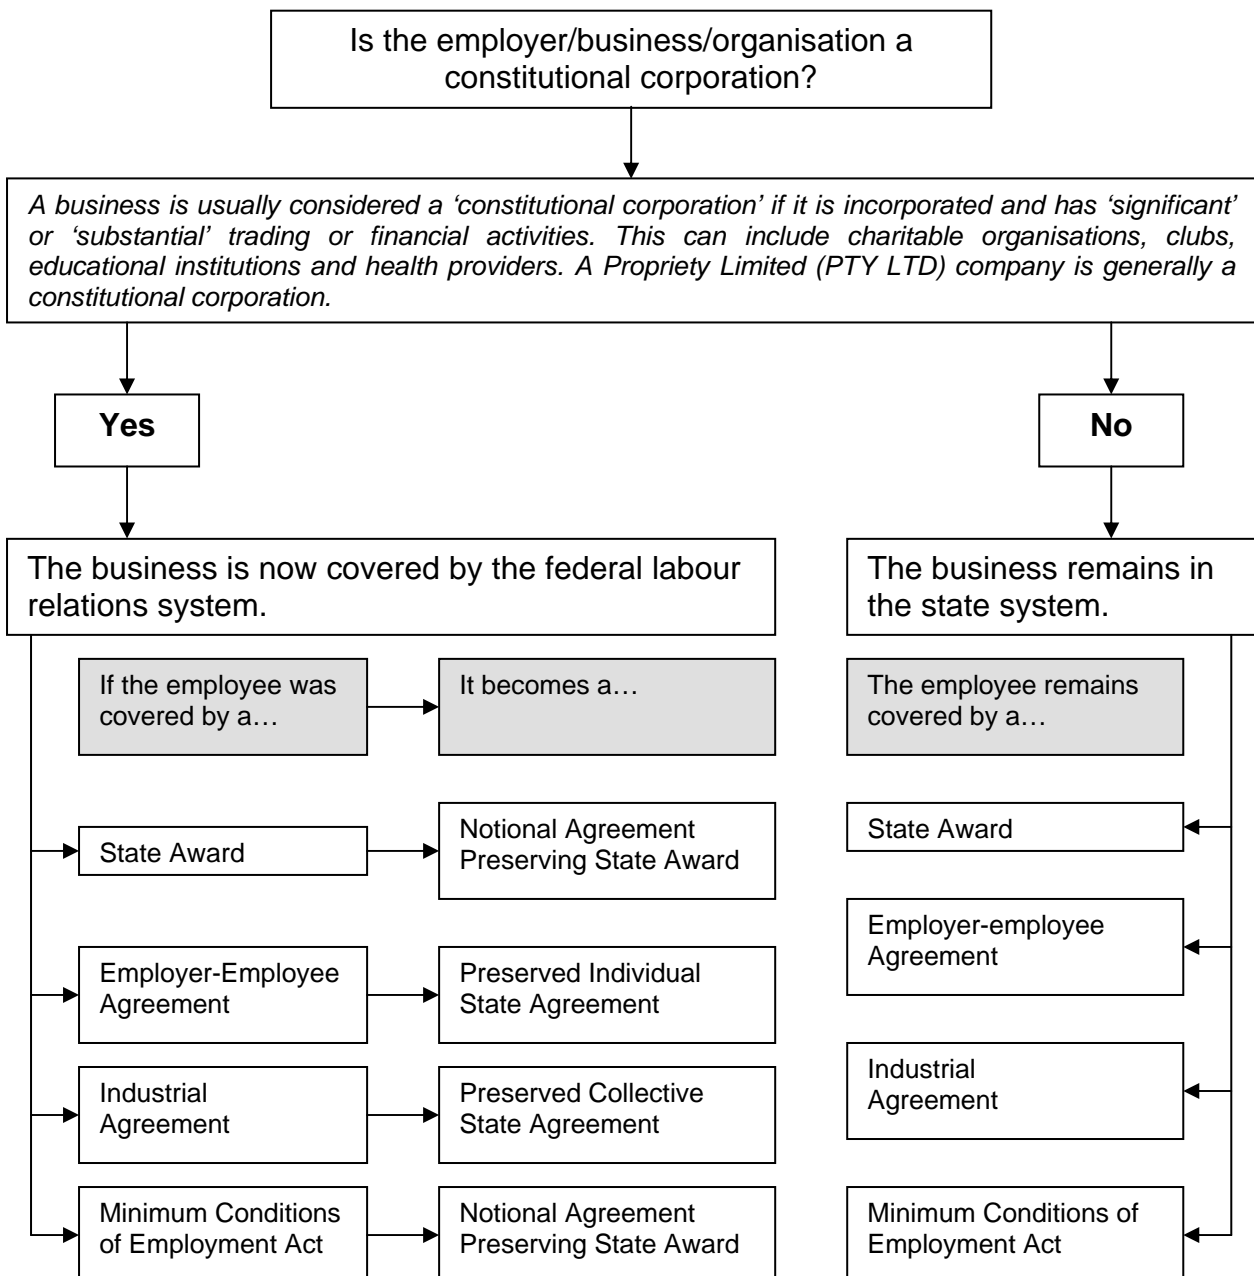 Is the employer/business/organisation a
constitutional corporation?
A business is usually considered a ‘constitutional corporation’ if it is incorporated and has ‘significant’
or ‘substantial’ trading or financial activities. This can include charitable organisations, clubs,
educational institutions and health providers. A Propriety Limited (PTY LTD) company is generally a
constitutional corporation.
Yes
No
The business is now covered by the federal labour
relations system.
The business remains in
the state system.
If the employee was
covered by a…
It becomes a…
The employee remains
covered by a…
State Award
Notional Agreement
Preserving State Award
State Award
Employer-Employee
Agreement
Preserved Individual
State Agreement
Employer-employee
Agreement
Industrial
Agreement
Preserved Collective
State Agreement
Industrial
Agreement
Minimum Conditions
of Employment Act
Notional Agreement
Preserving State Award
Minimum Conditions of
Employment Act